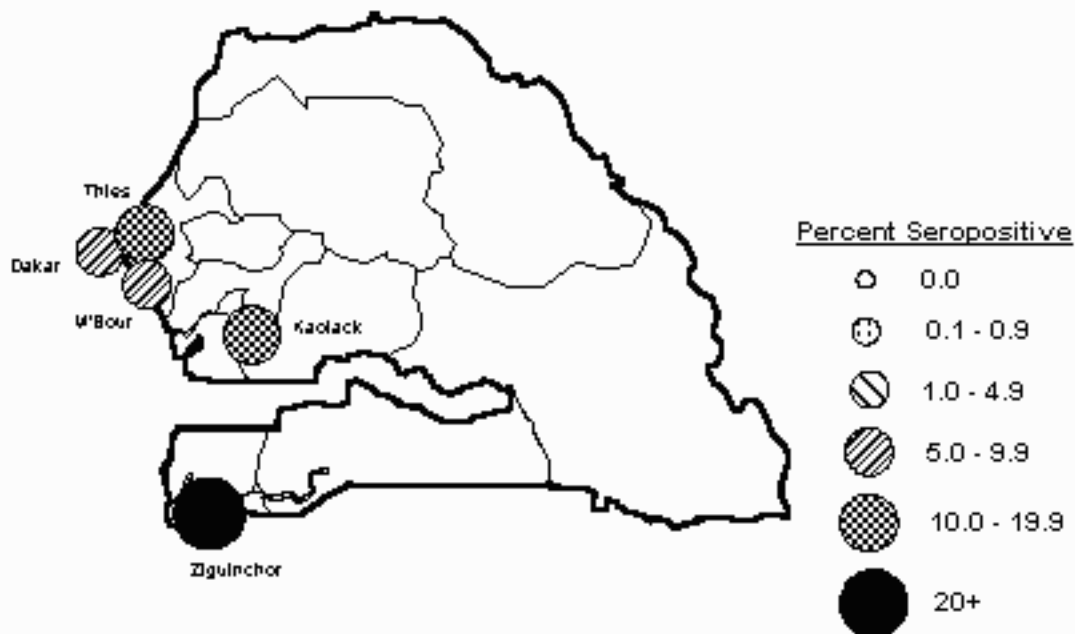 Thies
Dakar
M'Bour
Kaolack
Ziguinchor
Percent Seropositive
0.0
0.1 - 0.9
1.0 - 4.9
5.0 - 9.9
10.0 - 19.9
20+